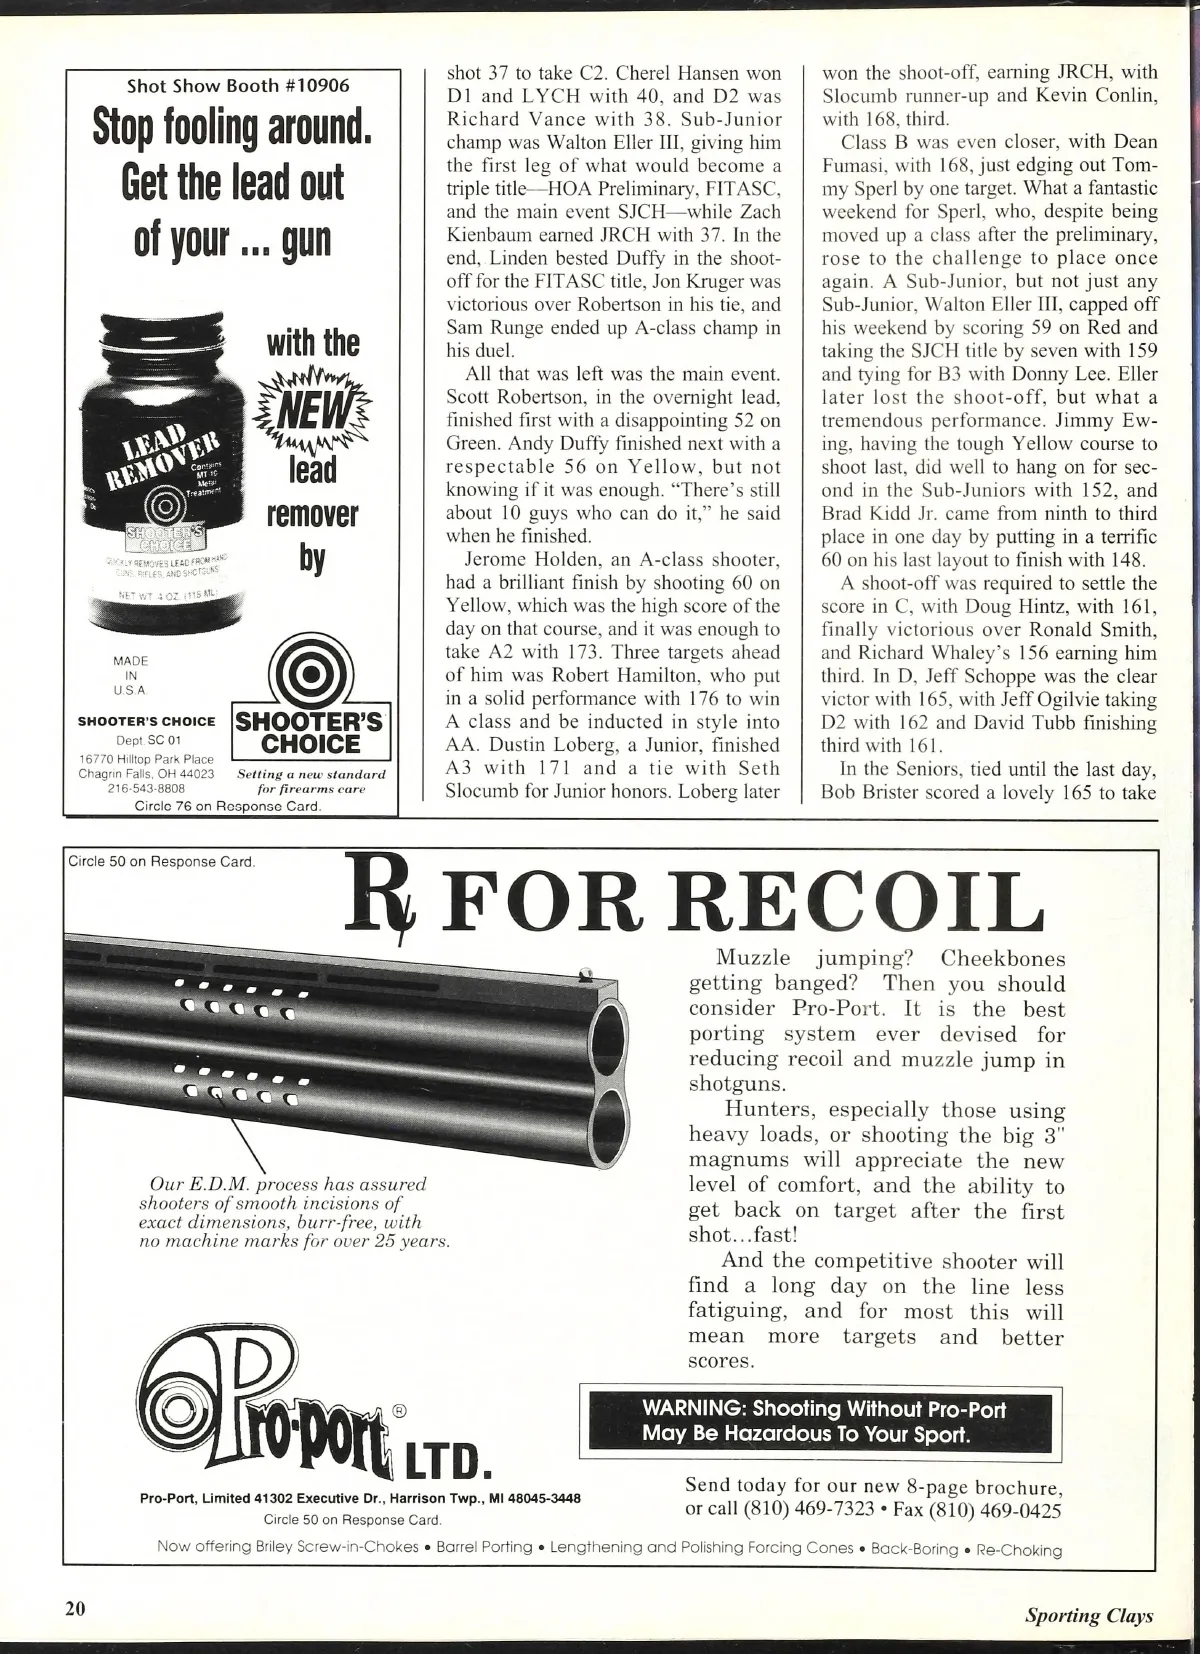 Shot Show Booth #10906
Stop fooling around.
Get the lead out
of your ... gun
with the
NEW
lead
remover
by
LEAD
REMOVER
Contains
MT-10
Metal
Treatment
SHOOTER'S
CHOICE
QUICKLY REMOVES LEAD FROM HAND
GUNS, RIFLES, AND SHOTGUNS
NET WT. 4 OZ. (115 ML)
MADE
IN
U.S.A.
SHOOTER'S CHOICE
Dept. SC 01
16770 Hilltop Park Place
Chagrin Falls, OH 44023
216-543-8808
SHOOTER'S
CHOICE
Setting a new standard
for firearms care
Circle 76 on Response Card.
shot 37 to take C2. Cherel Hansen won
D1 and LYCH with 40, and D2 was
Richard Vance with 38. Sub-Junior
champ was Walton Eller III, giving him
the first leg of what would become a
triple title—HOA Preliminary, FITASC,
and the main event SJCH—while Zach
Kienbaum earned JRCH with 37. In the
end, Linden bested Duffy in the shoot-
off for the FITASC title, Jon Kruger was
victorious over Robertson in his tie, and
Sam Runge ended up A-class champ in
his duel.
All that was left was the main event.
Scott Robertson, in the overnight lead,
finished first with a disappointing 52 on
Green. Andy Duffy finished next with a
respectable 56 on Yellow, but not
knowing if it was enough. “There’s still
about 10 guys who can do it,” he said
when he finished.
Jerome Holden, an A-class shooter,
had a brilliant finish by shooting 60 on
Yellow, which was the high score of the
day on that course, and it was enough to
take A2 with 173. Three targets ahead
of him was Robert Hamilton, who put
in a solid performance with 176 to win
A class and be inducted in style into
AA. Dustin Loberg, a Junior, finished
A3 with 171 and a tie with Seth
Slocumb for Junior honors. Loberg later
won the shoot-off, earning JRCH, with
Slocumb runner-up and Kevin Conlin,
with 168, third.
Class B was even closer, with Dean
Fumasi, with 168, just edging out Tom-
my Sperl by one target. What a fantastic
weekend for Sperl, who, despite being
moved up a class after the preliminary,
rose to the challenge to place once
again. A Sub-Junior, but not just any
Sub-Junior, Walton Eller III, capped off
his weekend by scoring 59 on Red and
taking the SJCH title by seven with 159
and tying for B3 with Donny Lee. Eller
later lost the shoot-off, but what a
tremendous performance. Jimmy Ew-
ing, having the tough Yellow course to
shoot last, did well to hang on for sec-
ond in the Sub-Juniors with 152, and
Brad Kidd Jr. came from ninth to third
place in one day by putting in a terrific
60 on his last layout to finish with 148.
A shoot-off was required to settle the
score in C, with Doug Hintz, with 161,
finally victorious over Ronald Smith,
and Richard Whaley’s 156 earning him
third. In D, Jeff Schoppe was the clear
victor with 165, with Jeff Ogilvie taking
D2 with 162 and David Tubb finishing
third with 161.
In the Seniors, tied until the last day,
Bob Brister scored a lovely 165 to take
Circle 50 on Response Card.
℞ FOR RECOIL
Muzzle jumping? Cheekbones
getting banged? Then you should
consider Pro-Port. It is the best
porting system ever devised for
reducing recoil and muzzle jump in
shotguns.
Hunters, especially those using
heavy loads, or shooting the big 3"
magnums will appreciate the new
level of comfort, and the ability to
get back on target after the first
shot...fast!
And the competitive shooter will
find a long day on the line less
fatiguing, and for most this will
mean more targets and better
scores.
Our E.D.M. process has assured
shooters of smooth incisions of
exact dimensions, burr-free, with
no machine marks for over 25 years.
Pro-port ® LTD.
WARNING: Shooting Without Pro-Port
May Be Hazardous To Your Sport.
Pro-Port, Limited 41302 Executive Dr., Harrison Twp., MI 48045-3448
Circle 50 on Response Card.
Send today for our new 8-page brochure,
or call (810) 469-7323 • Fax (810) 469-0425
Now offering Briley Screw-in-Chokes • Barrel Porting • Lengthening and Polishing Forcing Cones • Back-Boring • Re-Choking
20
Sporting Clays